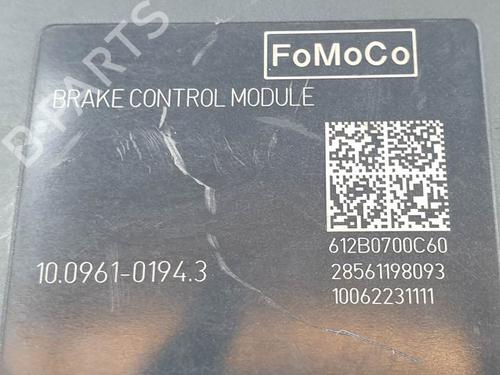 B-PARTS
FoMoCo
BRAKE CONTROL MODULE
612B0700C60
10.0961-0194.3
28561198093
10062231111